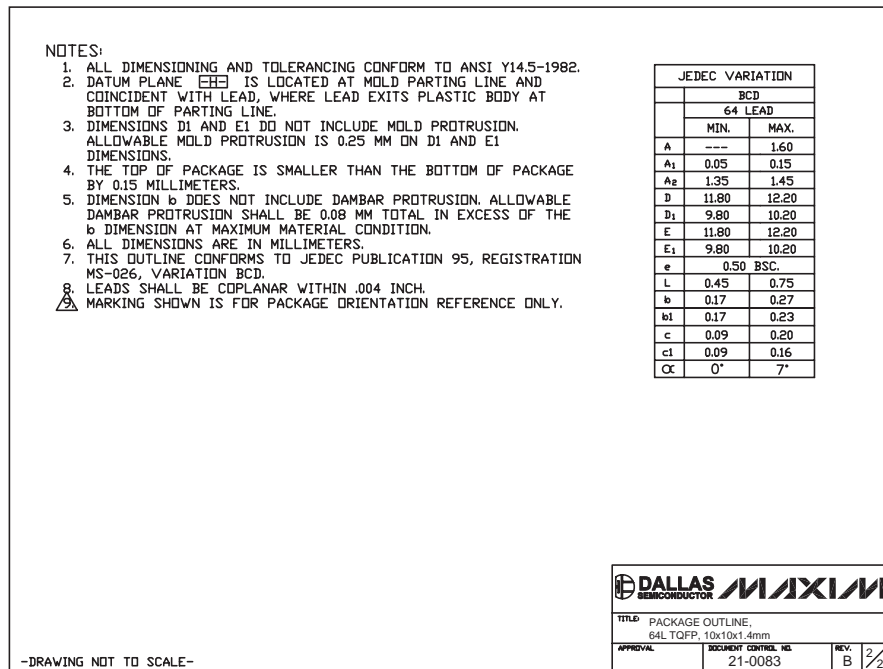 NOTES:
1. ALL DIMENSIONING AND TOLERANCING CONFORM TO ANSI Y14.5-1982.
2. DATUM PLANE -H- IS LOCATED AT MOLD PARTING LINE AND
COINCIDENT WITH LEAD, WHERE LEAD EXITS PLASTIC BODY AT
BOTTOM OF PARTING LINE.
3. DIMENSIONS D1 AND E1 DO NOT INCLUDE MOLD PROTRUSION.
ALLOWABLE MOLD PROTRUSION IS 0.25 MM ON D1 AND E1
DIMENSIONS.
4. THE TOP OF PACKAGE IS SMALLER THAN THE BOTTOM OF PACKAGE
BY 0.15 MILLIMETERS.
5. DIMENSION b DOES NOT INCLUDE DAMBAR PROTRUSION. ALLOWABLE
DAMBAR PROTRUSION SHALL BE 0.08 MM TOTAL IN EXCESS OF THE
b DIMENSION AT MAXIMUM MATERIAL CONDITION.
6. ALL DIMENSIONS ARE IN MILLIMETERS.
7. THIS OUTLINE CONFORMS TO JEDEC PUBLICATION 95, REGISTRATION
MS-026, VARIATION BCD.
8. LEADS SHALL BE COPLANAR WITHIN .004 INCH.
9. MARKING SHOWN IS FOR PACKAGE ORIENTATION REFERENCE ONLY.
JEDEC VARIATION
BCD
64 LEAD
MIN. MAX.
A --- 1.60
A1 0.05 0.15
A2 1.35 1.45
D 11.80 12.20
D1 9.80 10.20
E 11.80 12.20
E1 9.80 10.20
e 0.50 BSC.
L 0.45 0.75
b 0.17 0.27
b1 0.17 0.23
c 0.09 0.20
c1 0.09 0.16
α 0° 7°
DALLAS SEMICONDUCTOR MAXIM
TITLE: PACKAGE OUTLINE,
64L TQFP, 10x10x1.4mm
APPROVAL DOCUMENT CONTROL NO. REV.
21-0083 B 2/2
-DRAWING NOT TO SCALE-